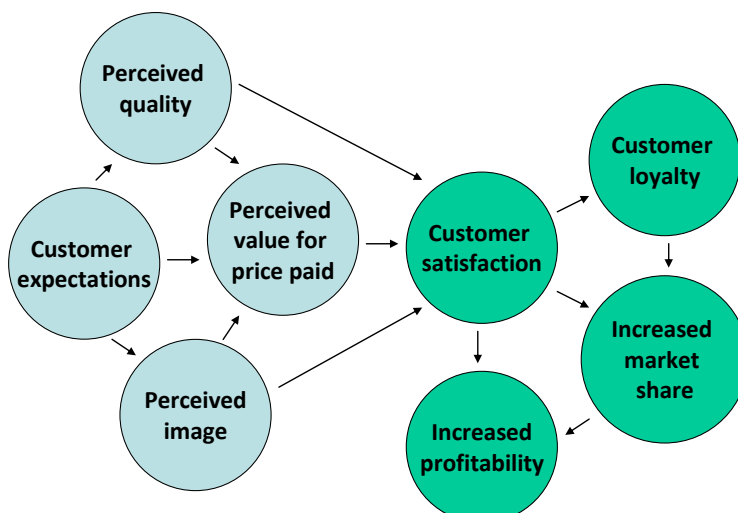 Perceived
quality
Customer
loyalty
Perceived
value for
price paid
Customer
expectations
Customer
satisfaction
Increased
market
share
Perceived
image
Increased
profitability